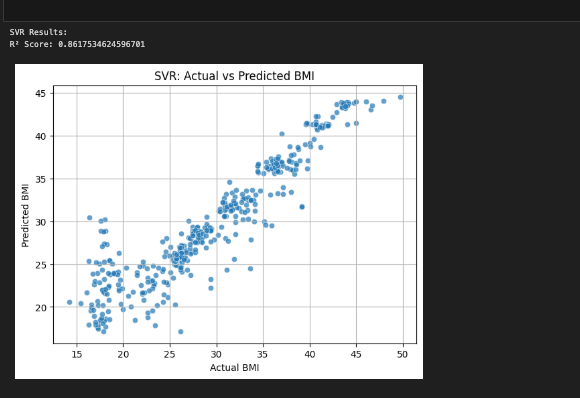 SVR Results:
R² Score: 0.8617534624596701
SVR: Actual vs Predicted BMI
45
40
35
30
25
20
Predicted BMI
15 20 25 30 35 40 45 50
Actual BMI